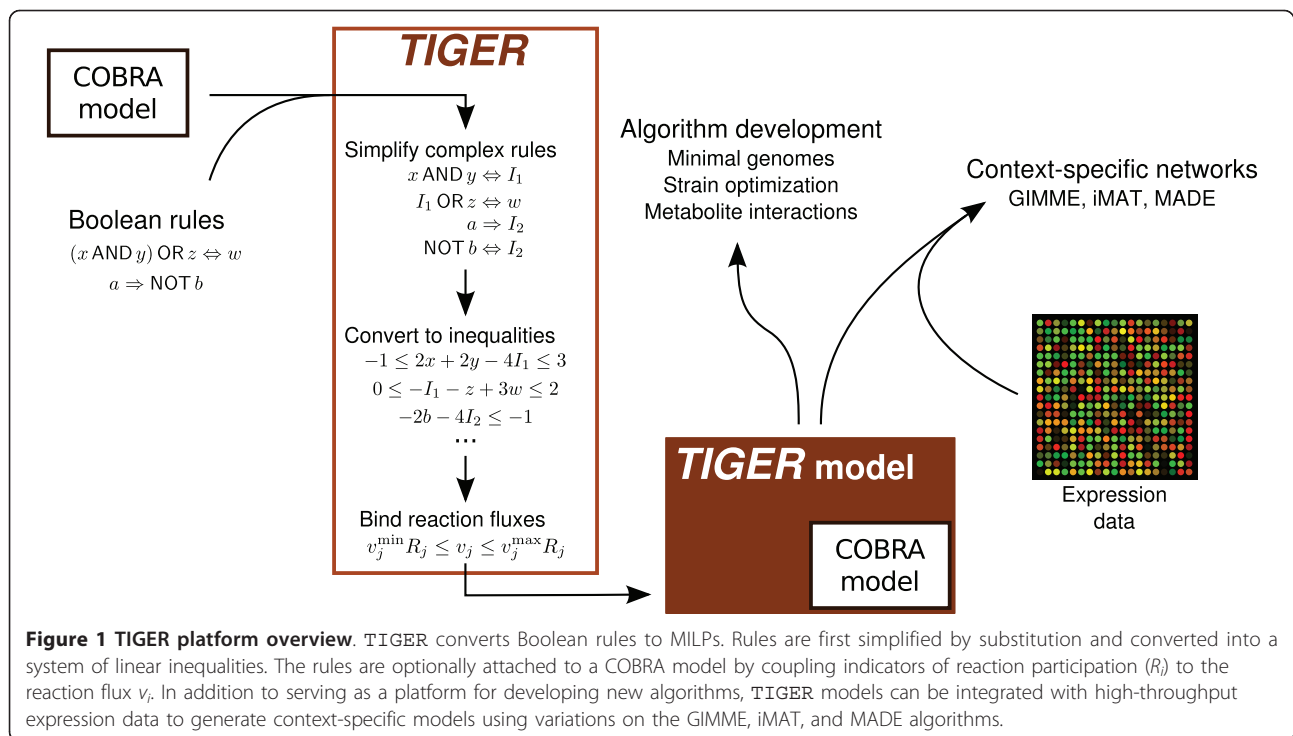 COBRA
model
Boolean rules
(x AND y) OR z ⇔ w
a ⇒ NOT b
TIGER
Simplify complex rules
x AND y ⇔ I₁
I₁ OR z ⇔ w
a ⇒ I₂
NOT b ⇔ I₂
Convert to inequalities
−1 ≤ 2x + 2y − 4I₁ ≤ 3
0 ≤ −I₁ − z + 3w ≤ 2
−2b − 4I₂ ≤ −1
...
Bind reaction fluxes
v_j^min R_j ≤ v_j ≤ v_j^max R_j
Algorithm development
Minimal genomes
Strain optimization
Metabolite interactions
Context-specific networks
GIMME, iMAT, MADE
Expression
data
TIGER model
COBRA
model
Figure 1 TIGER platform overview. TIGER converts Boolean rules to MILPs. Rules are first simplified by substitution and converted into a
system of linear inequalities. The rules are optionally attached to a COBRA model by coupling indicators of reaction participation (R_i) to the
reaction flux v_i. In addition to serving as a platform for developing new algorithms, TIGER models can be integrated with high-throughput
expression data to generate context-specific models using variations on the GIMME, iMAT, and MADE algorithms.